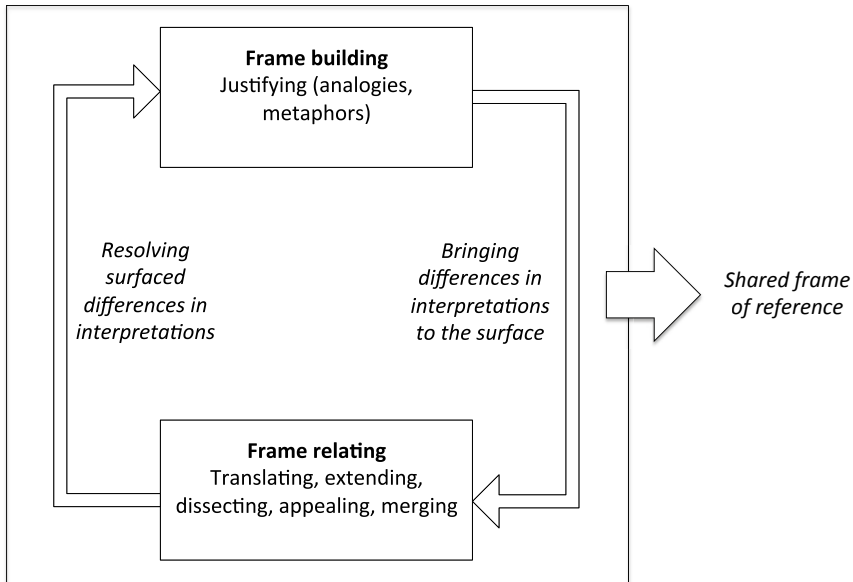 Frame building
Justifying (analogies,
metaphors)
Resolving
surfaced
differences in
interpretations
Bringing
differences in
interpretations
to the surface
Shared frame
of reference
Frame relating
Translating, extending,
dissecting, appealing, merging